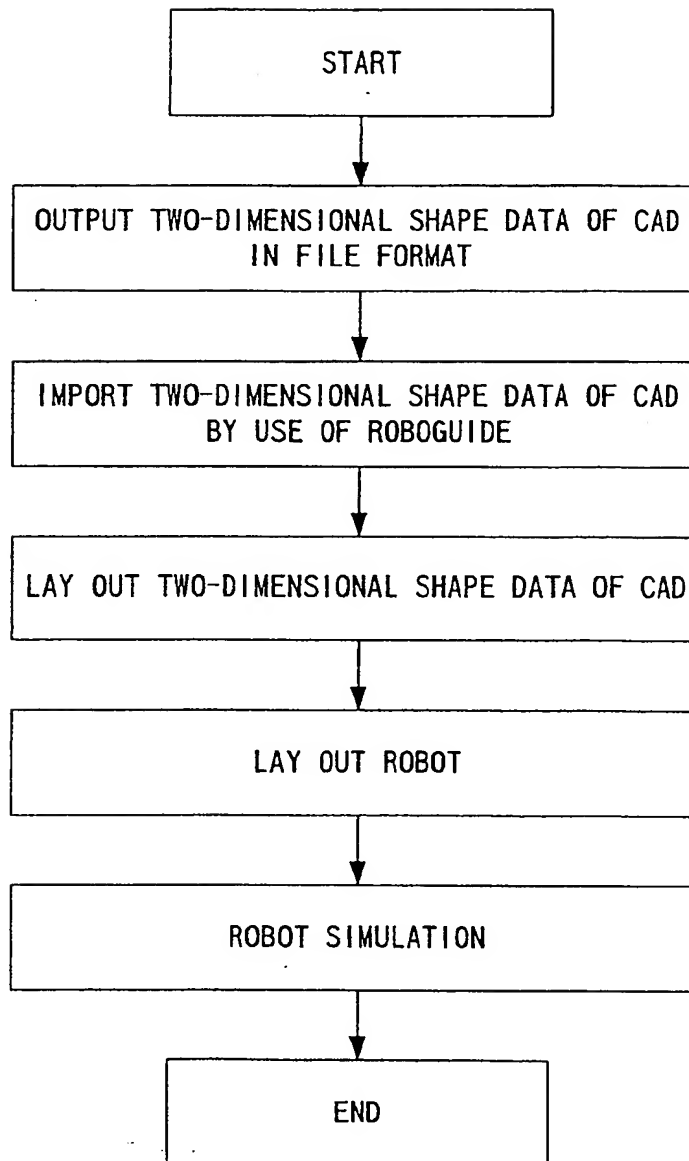 START
OUTPUT TWO-DIMENSIONAL SHAPE DATA OF CAD
IN FILE FORMAT
IMPORT TWO-DIMENSIONAL SHAPE DATA OF CAD
BY USE OF ROBOGUIDE
LAY OUT TWO-DIMENSIONAL SHAPE DATA OF CAD
LAY OUT ROBOT
ROBOT SIMULATION
END